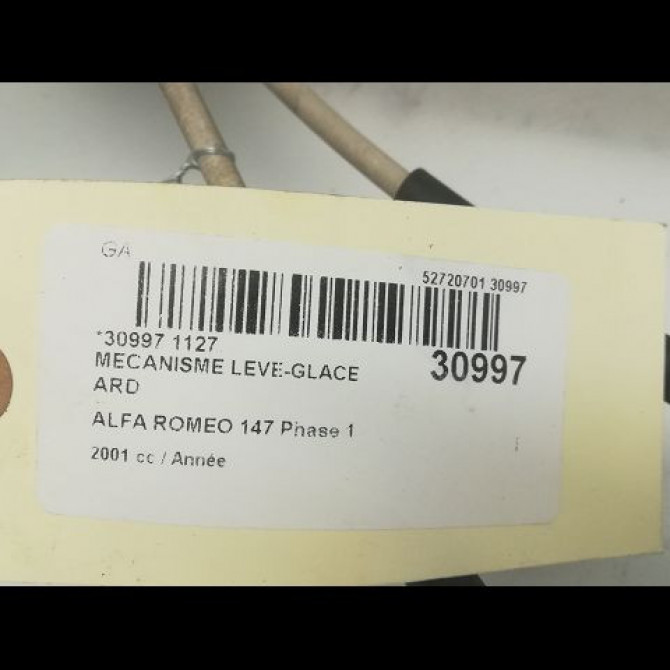 GA
52720701 30997
*30997 1127
30997
MECANISME LEVE-GLACE
ARD
ALFA ROMEO 147 Phase 1
2001 cc / Année